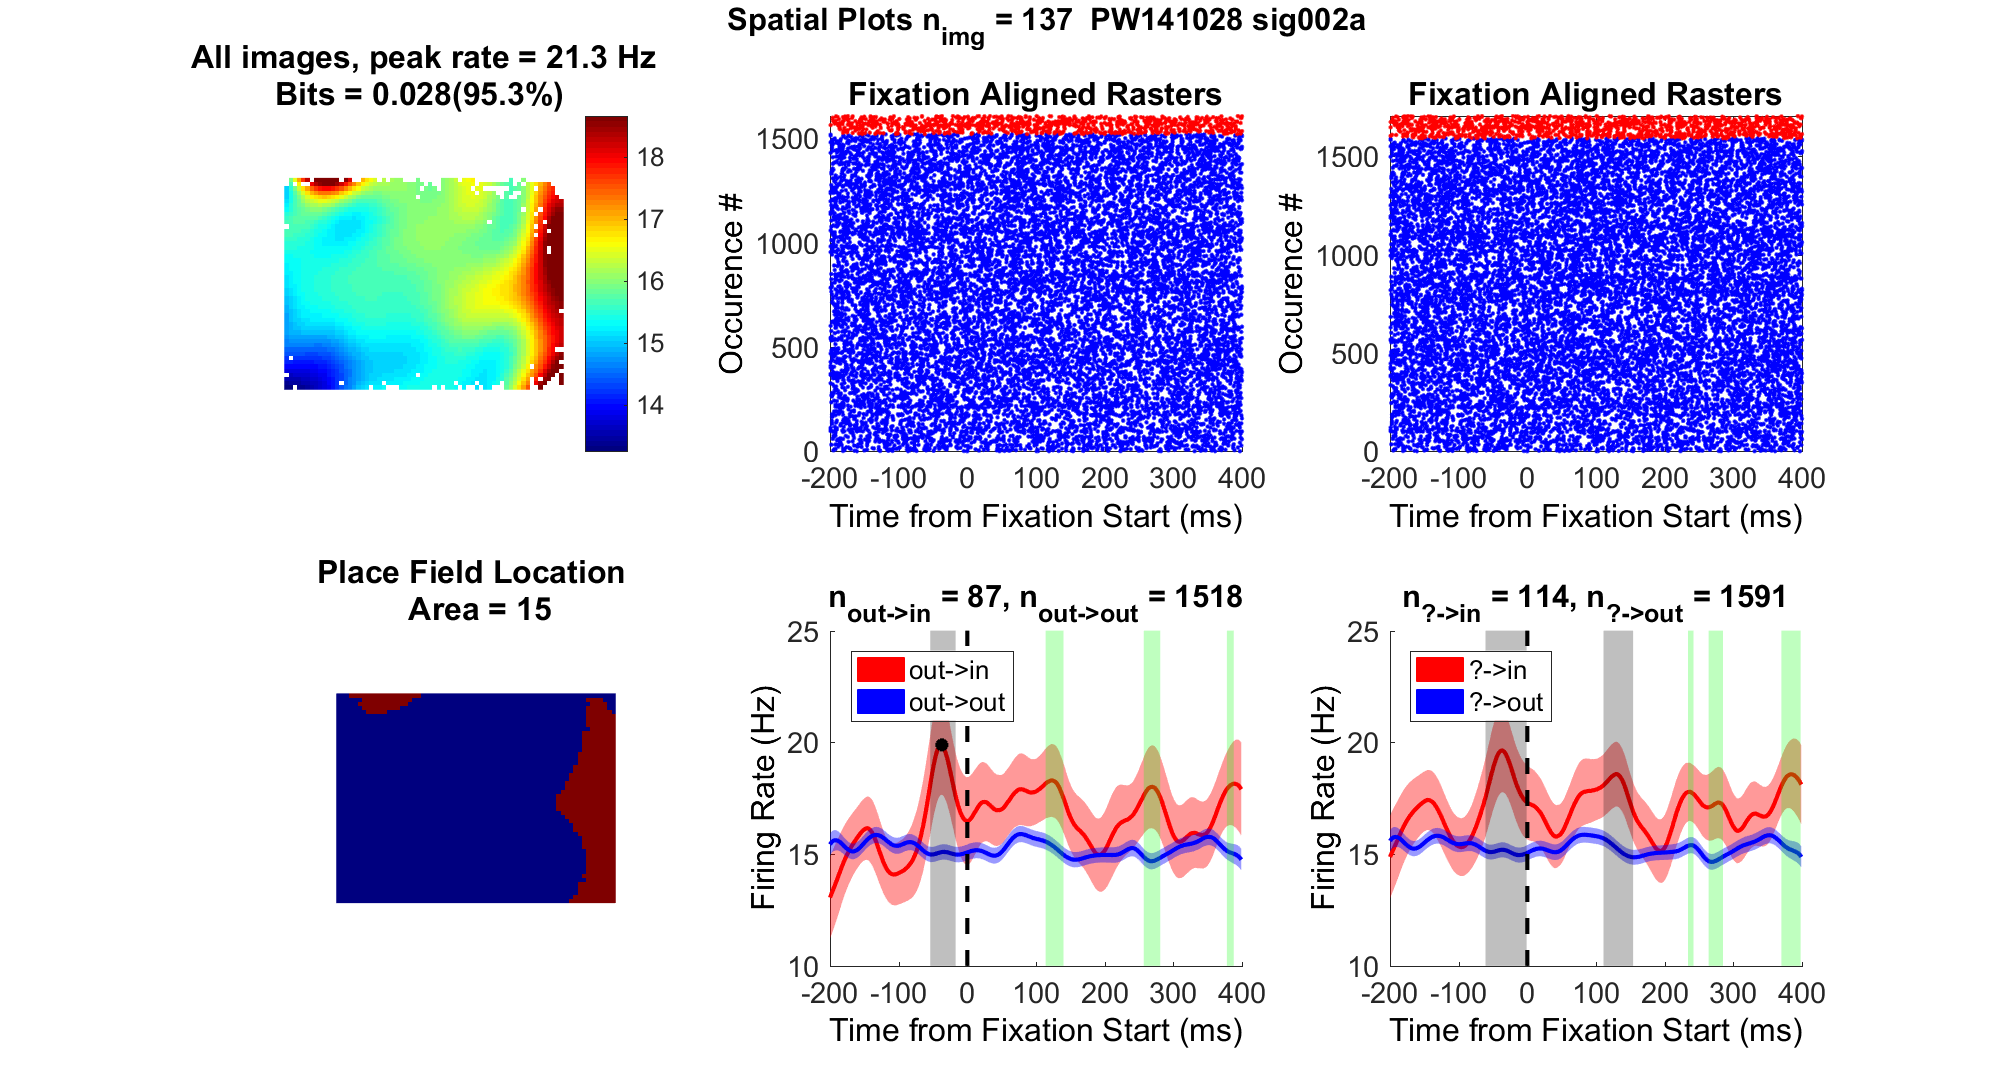 Spatial Plots n_img = 137 PW141028 sig002a
All images, peak rate = 21.3 Hz
Bits = 0.028(95.3%)
18
17
16
15
14
Fixation Aligned Rasters
Occurence #
1500
1000
500
0
-200 -100 0 100 200 300 400
Time from Fixation Start (ms)
Fixation Aligned Rasters
Occurence #
1500
1000
500
0
-200 -100 0 100 200 300 400
Time from Fixation Start (ms)
Place Field Location
Area = 15
n_out->in = 87, n_out->out = 1518
Firing Rate (Hz)
25
20
15
10
out->in
out->out
-200 -100 0 100 200 300 400
Time from Fixation Start (ms)
n_?->in = 114, n_?->out = 1591
Firing Rate (Hz)
25
20
15
10
?->in
?->out
-200 -100 0 100 200 300 400
Time from Fixation Start (ms)